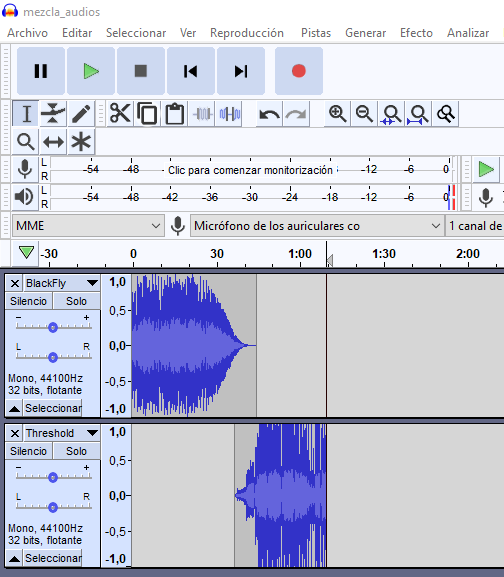 mezcla_audios
Archivo Editar Seleccionar Ver Reproducción Pistas Generar Efecto Analizar
L R -54 -48 - Clic para comenzar monitorización -12 -6 0
L R -54 -48 -42 -36 -30 -24 -18 -12 -6 0
MME Micrófono de los auriculares co 1 canal de
-30 0 30 1:00 1:30 2:00
BlackFly
Silencio Solo
- +
L R
Mono, 44100Hz
32 bits, flotante
Seleccionar
1,0
0,5
0,0
-0,5
-1,0
Threshold
Silencio Solo
- +
L R
Mono, 44100Hz
32 bits, flotante
Seleccionar
1,0
0,5
0,0
-0,5
-1,0